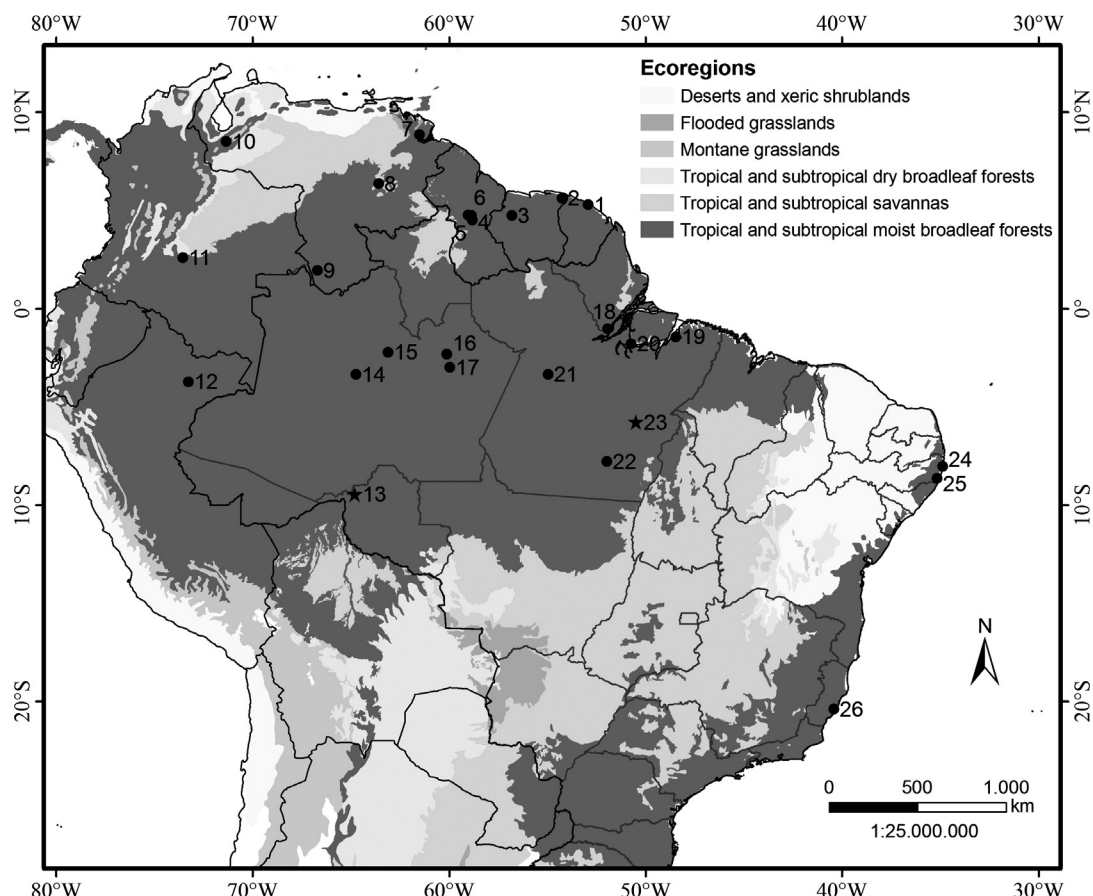 80°W 70°W 60°W 50°W 40°W 30°W
Ecoregions
Deserts and xeric shrublands
Flooded grasslands
Montane grasslands
Tropical and subtropical dry broadleaf forests
Tropical and subtropical savannas
Tropical and subtropical moist broadleaf forests
10°N 10°N
7
10
8
6
2
1
4
3
5
11
9
0° 0°
18
19
20
16
15
17
14
21
12
23
22
24
25
13
10°S 10°S
N
20°S 20°S
26
0 500 1.000
km
1:25.000.000
80°W 70°W 60°W 50°W 40°W 30°W